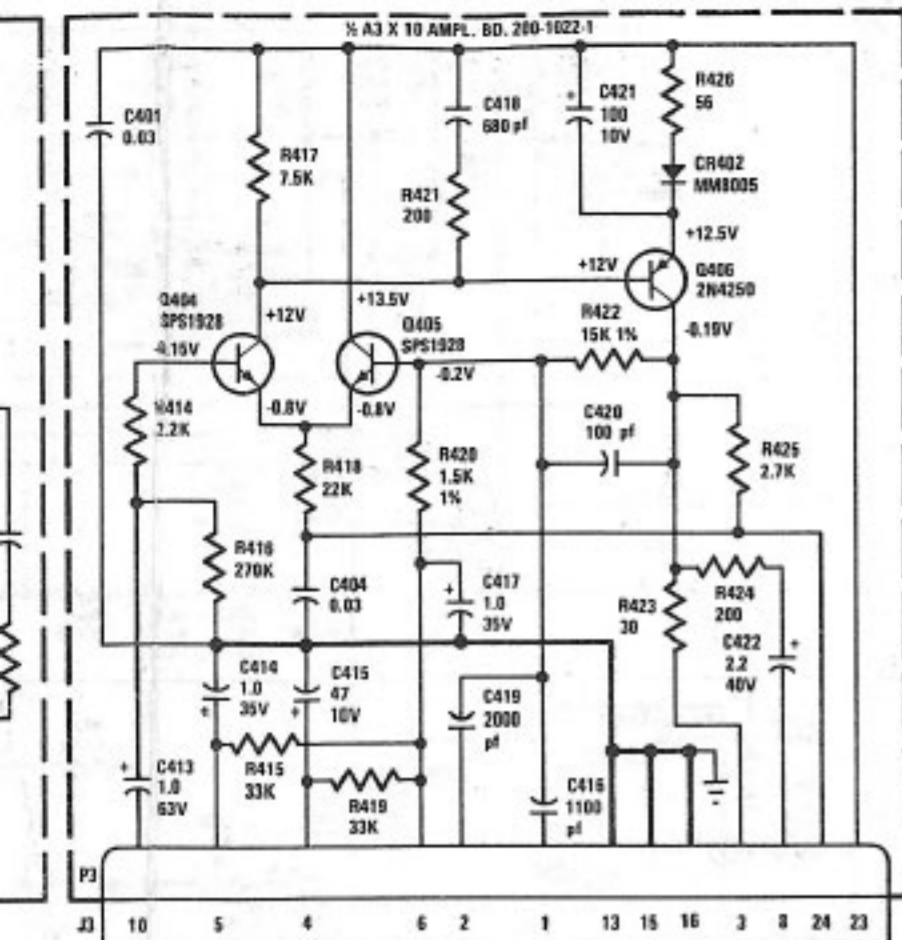 ½ A3 X 10 AMPL. BD. 200-1022-1
C401
0.03
R417
7.5K
C418
680 pf
C421
100
10V
+
R426
56
R421
200
CR402
MM8005
+12.5V
+12V
Q406
2N4250
Q404
SPS1928
+12V
+13.5V
Q405
SPS1928
R422
15K 1%
-0.19V
-0.2V
-0.8V
-0.8V
2.2K
R418
22K
R420
1.5K
1%
C420
100 pf
R425
2.7K
R416
270K
C404
0.03
+
C417
1.0
35V
R423
30
R424
200
C422
2.2
40V
+
C414
1.0
35V
+
C415
47
10V
+
C419
2000
pf
R415
33K
R419
33K
+
C413
1.0
63V
C416
1100
pf
P3
J3 10 5 4 6 2 1 13 15 16 3 8 24 23